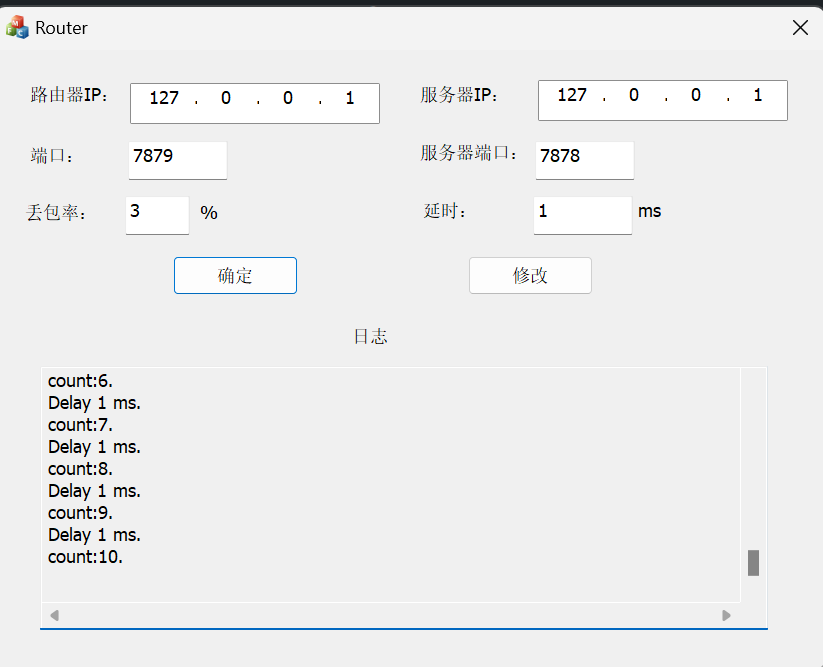 Router
路由器IP： 127 . 0 . 0 . 1 服务器IP： 127 . 0 . 0 . 1
端口： 7879 服务器端口： 7878
丢包率： 3 % 延时： 1 ms
确定 修改
日志
count:6.
Delay 1 ms.
count:7.
Delay 1 ms.
count:8.
Delay 1 ms.
count:9.
Delay 1 ms.
count:10.